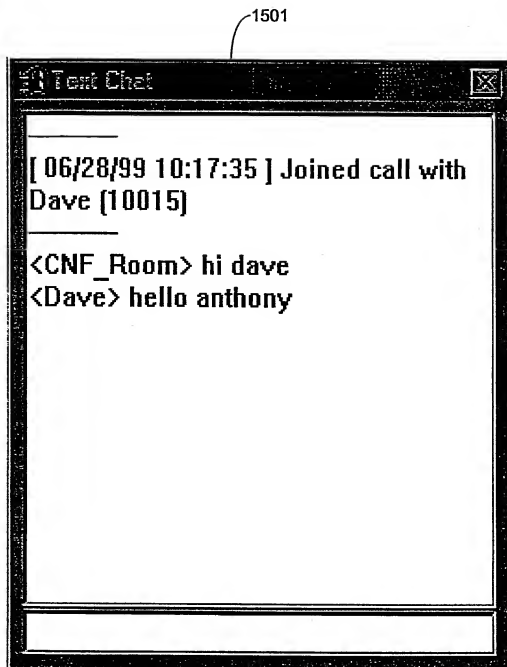 1501
Text Chat
[ 06/28/99 10:17:35 ] Joined call with
Dave (10015)
<CNF_Room> hi dave
<Dave> hello anthony